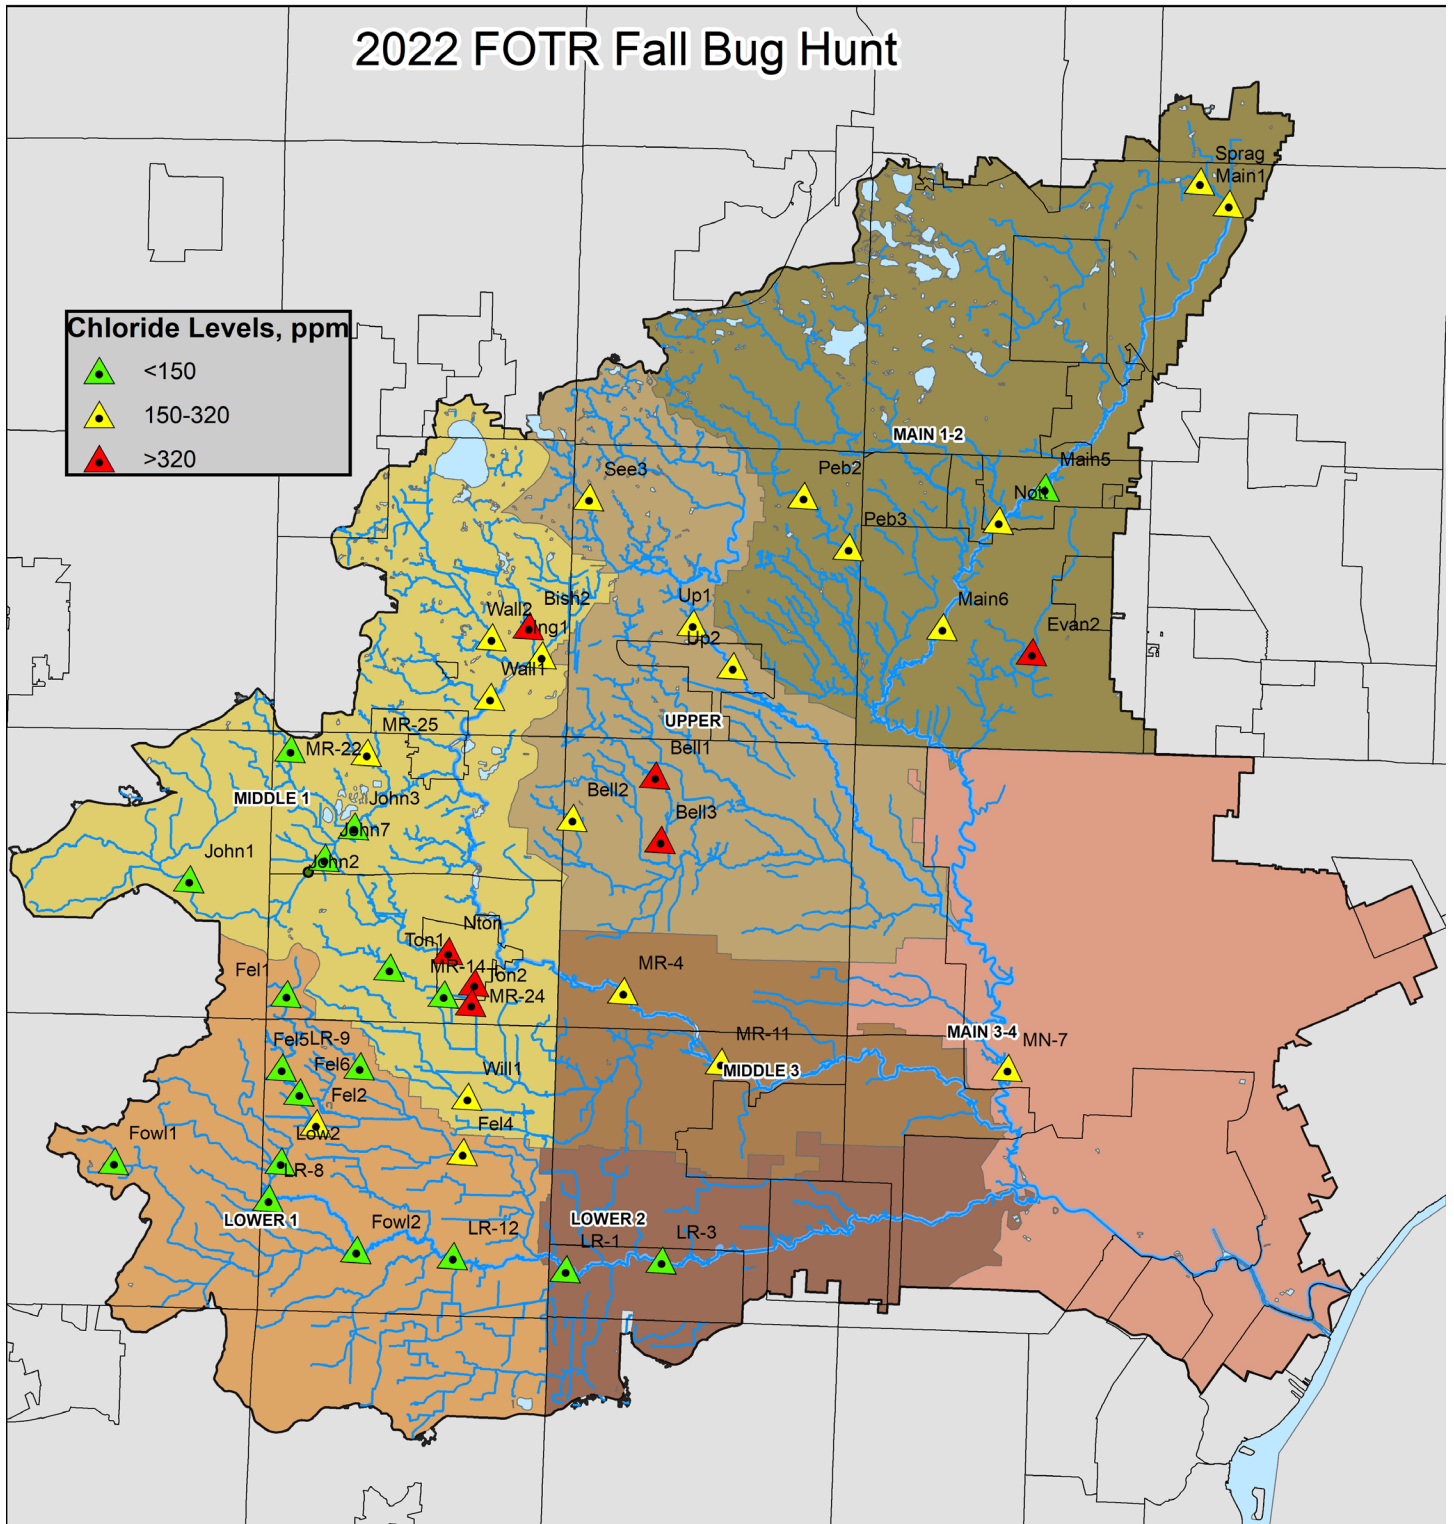 2022 FOTR Fall Bug Hunt
Sprag
Main1
Chloride Levels, ppm
<150
150-320
>320
MAIN 1-2
Main5
See3
Peb2
Nott
Peb3
Bish2
Up1
Main6
Wall2
Ing1
Up2
Evan2
Wall1
UPPER
MR-25
MR-22
Bell1
MIDDLE 1
John3
Bell2
Bell3
John7
John1
John2
Nton
Ton1
Fel1
MR-14
Jon2
MR-4
MR-24
MAIN 3-4
MR-11
MN-7
Fel5
LR-9
Fel6
Will1
MIDDLE 3
Fel2
Fel4
Fowl1
Low2
LR-8
LOWER 1
Fowl2
LR-12
LOWER 2
LR-1
LR-3